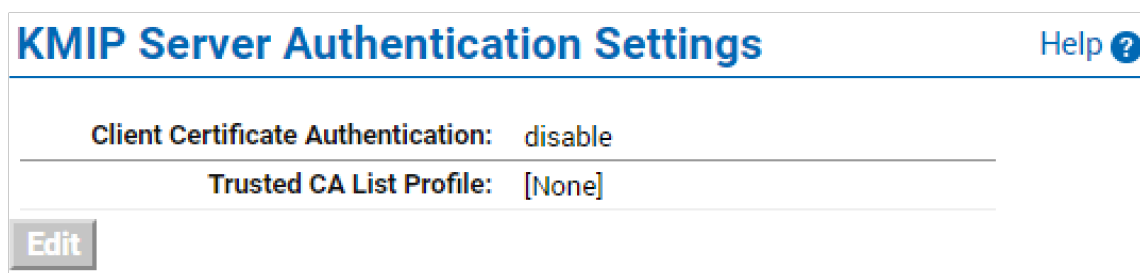 KMIP Server Authentication Settings Help ?
Client Certificate Authentication: disable
Trusted CA List Profile: [None]
Edit